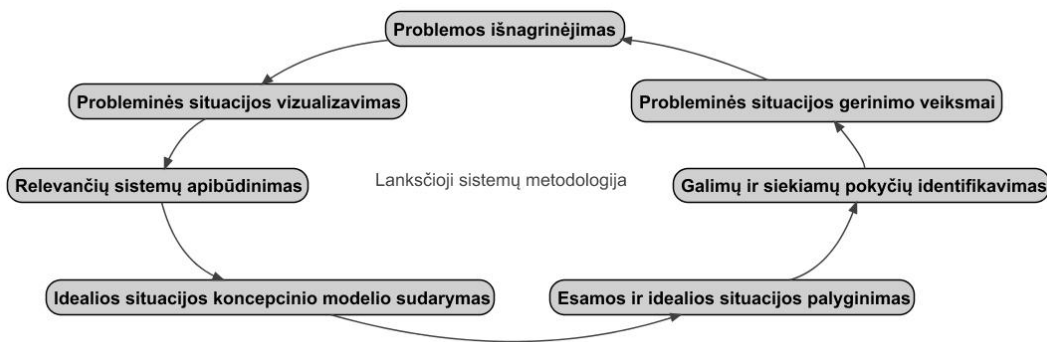 Problemos išnagrinėjimas
Probleminės situacijos vizualizavimas
Probleminės situacijos gerinimo veiksmai
Relevančių sistemų apibūdinimas
Lanksčioji sistemų metodologija
Galimų ir siekiamų pokyčių identifikavimas
Idealios situacijos koncepcinio modelio sudarymas
Esamos ir idealios situacijos palyginimas